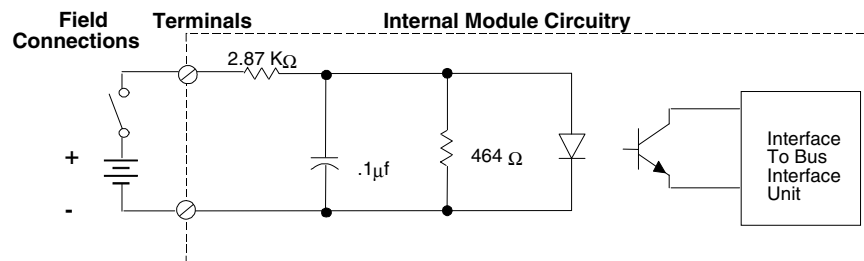 Field
Connections
Terminals
Internal Module Circuitry
2.87 KΩ
+
-
.1µf
464 Ω
Interface
To Bus
Interface
Unit